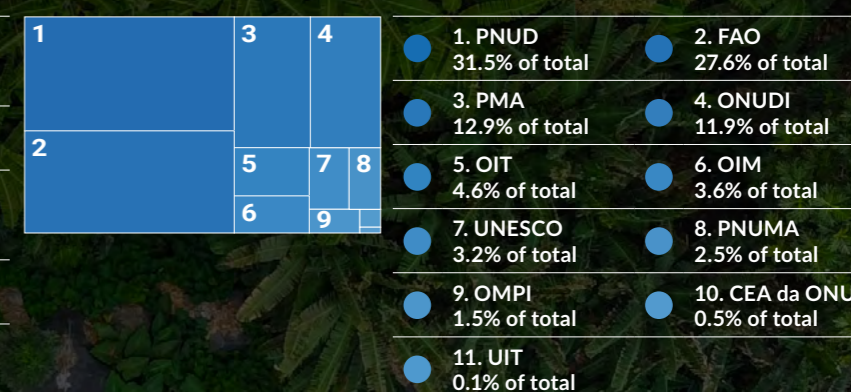 1
3
4
2
5
7
8
6
9
1. PNUD
31.5% of total
2. FAO
27.6% of total
3. PMA
12.9% of total
4. ONUDI
11.9% of total
5. OIT
4.6% of total
6. OIM
3.6% of total
7. UNESCO
3.2% of total
8. PNUMA
2.5% of total
9. OMPI
1.5% of total
10. CEA da ONU
0.5% of total
11. UIT
0.1% of total